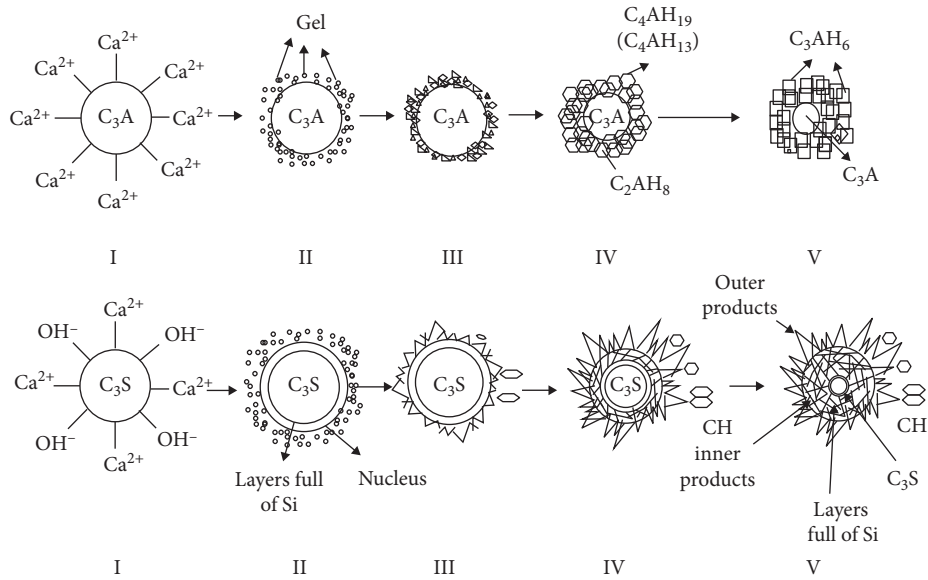 Ca²⁺
Ca²⁺
Ca²⁺
Ca²⁺
C₃A
Ca²⁺
Ca²⁺
Ca²⁺
Ca²⁺
Gel
C₃A
C₃A
C₄AH₁₉
(C₄AH₁₃)
C₃A
C₂AH₈
C₃AH₆
C₃A
I
II
III
IV
V
Ca²⁺
OH⁻
OH⁻
Ca²⁺
C₃S
Ca²⁺
OH⁻
OH⁻
Ca²⁺
C₃S
Layers full
of Si
Nucleus
C₃S
C₃S
CH
inner
products
Outer
products
CH
C₃S
Layers
full of Si
I
II
III
IV
V